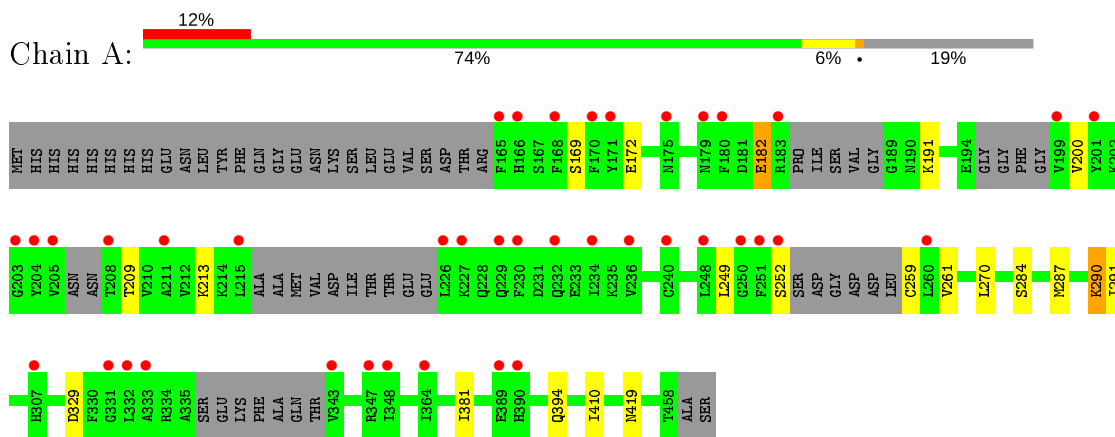 12%
Chain A:
74% 6% • 19%
MET HIS HIS HIS HIS HIS HIS GLU ASN LEU TYR PHE GLN GLY GLU ASN LYS SER LEU GLU VAL SER ASP THR ARG F165 H166 S167 F168 S169 F170 Y171 E172 N175 N179 F180 D181 E182 R183 PRO ILE SER VAL GLY G189 N190 K191 E194 GLY GLY PHE GLY V199 V200 Y201 K202
G203 Y204 V205 ASN ASN T208 T209 V210 A211 V212 K213 K214 L215 ALA ALA MET VAL ASP ILE THR THR GLU GLU L226 K227 Q228 Q229 F230 D231 Q232 E233 I234 K235 V236 C240 L248 L249 G250 F251 S252 SER ASP GLY ASP ASP LEU C259 L260 V261 L270 S284 M287 K290 I291
H307 D329 F330 G331 L332 A333 R334 A335 SER GLU LYS PHE ALA GLN THR V343 R347 I348 I364 I381 E389 H390 Q394 I410 N419 T458 ALA SER